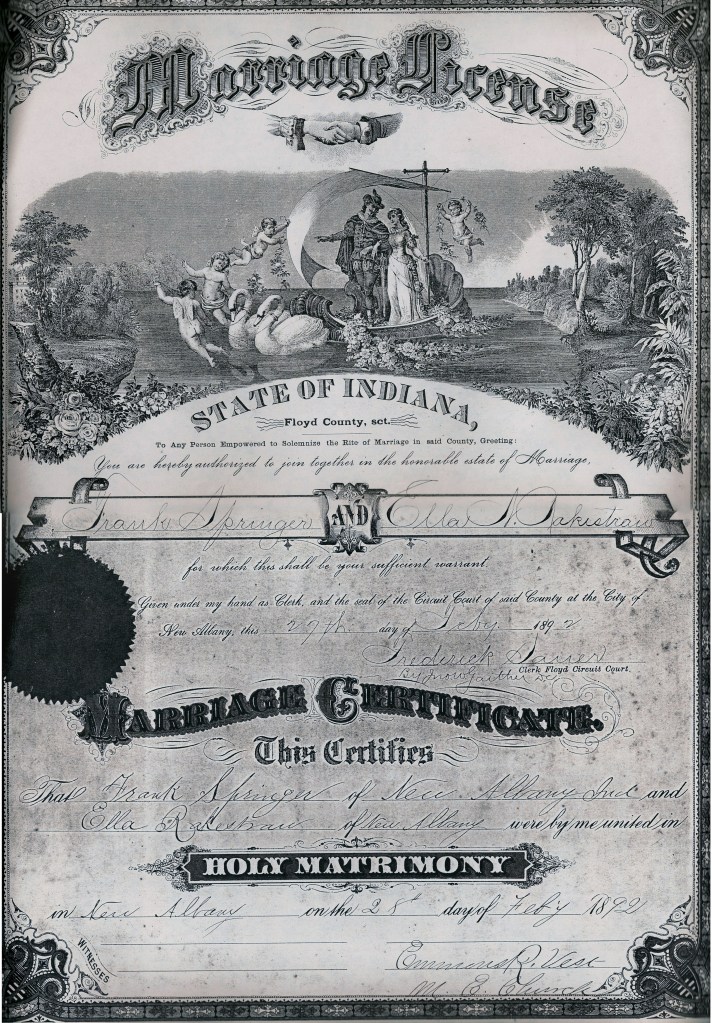 Marriage License
STATE OF INDIANA,
Floyd County, sct.
To Any Person Empowered to Solemnize the Rite of Marriage in said County, Greeting:
You are hereby authorized to join together in the honorable estate of Marriage,
Frank Springer AND Ella N. Rakestraw
for which this shall be your sufficient warrant.
Given under my hand as Clerk, and the seal of the Circuit Court of said County at the City of
New Albany, this 27th day of Feby 1892
Frederick Sauer
Clerk Floyd Circuit Court.
By
MARRIAGE CERTIFICATE.
This Certifies
That Frank Springer of New Albany Ind and
Ella Rakestraw of New Albany were by me united in
HOLY MATRIMONY
in New Albany on the 28th day of Feby 1892
WITNESSES
M. E. Church